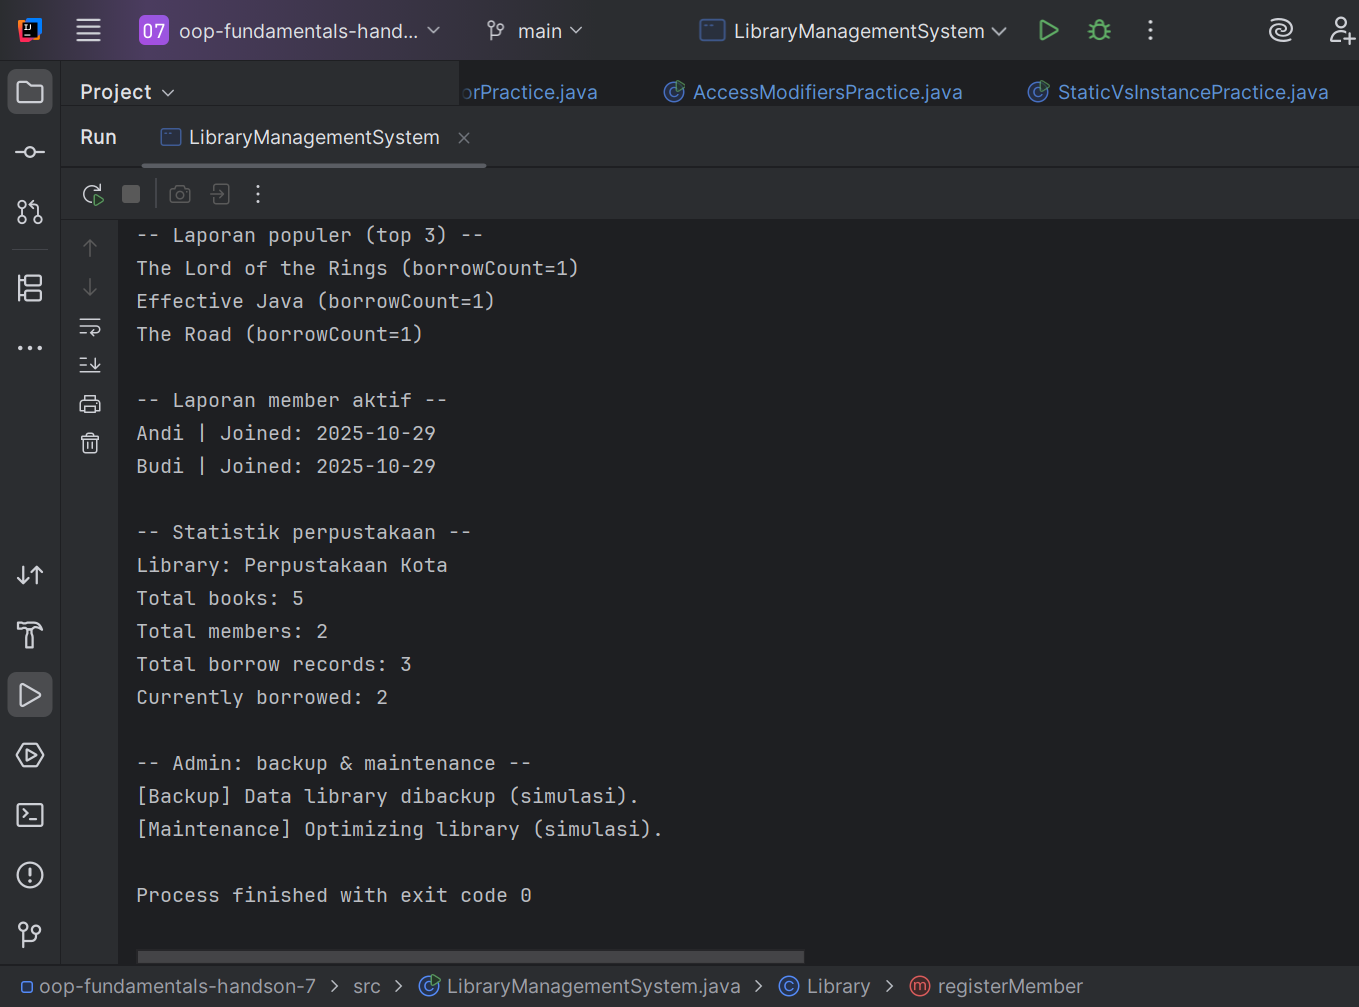 07 oop-fundamentals-hand... main LibraryManagementSystem
Project orPractice.java AccessModifiersPractice.java StaticVsInstancePractice.java
Run LibraryManagementSystem
-- Laporan populer (top 3) --
The Lord of the Rings (borrowCount=1)
Effective Java (borrowCount=1)
The Road (borrowCount=1)
-- Laporan member aktif --
Andi | Joined: 2025-10-29
Budi | Joined: 2025-10-29
-- Statistik perpustakaan --
Library: Perpustakaan Kota
Total books: 5
Total members: 2
Total borrow records: 3
Currently borrowed: 2
-- Admin: backup & maintenance --
[Backup] Data library dibackup (simulasi).
[Maintenance] Optimizing library (simulasi).
Process finished with exit code 0
oop-fundamentals-handson-7 > src > LibraryManagementSystem.java > Library > registerMember